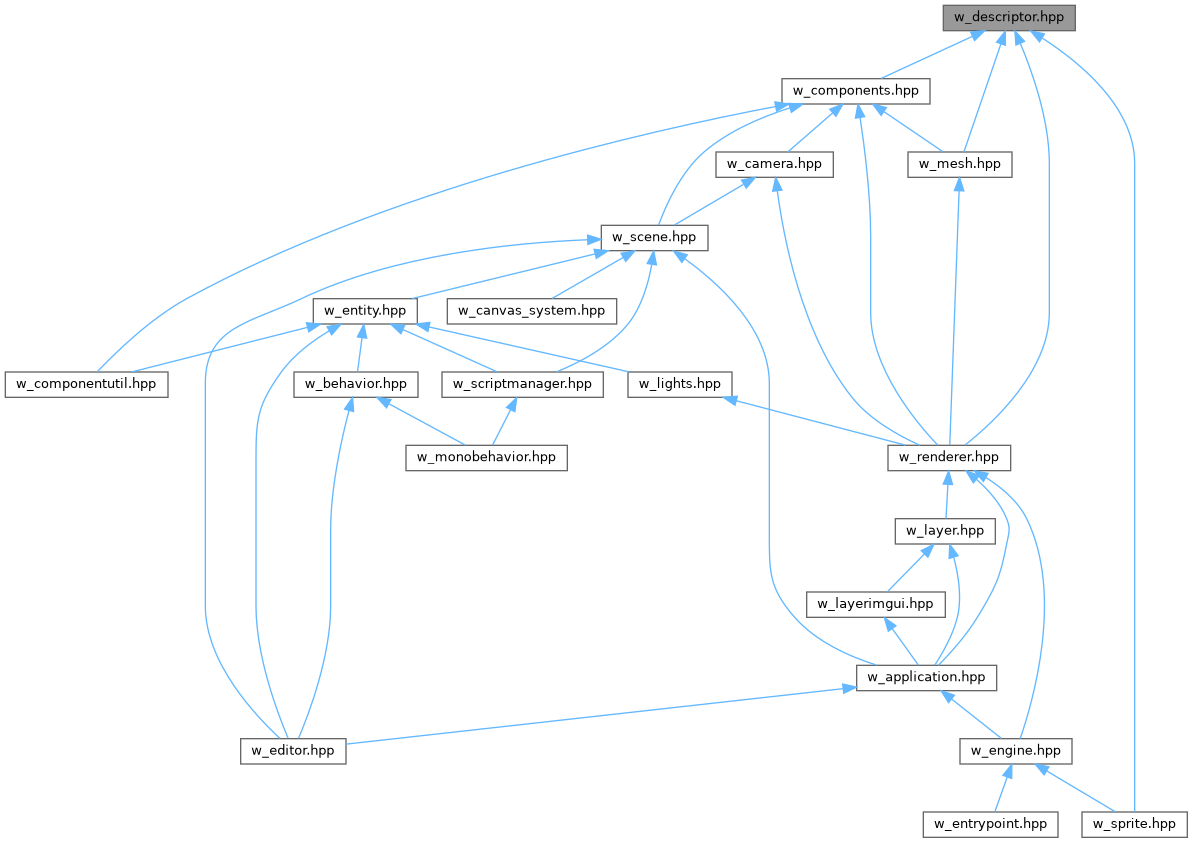 w_descriptor.hpp
w_components.hpp
w_camera.hpp
w_mesh.hpp
w_scene.hpp
w_entity.hpp
w_canvas_system.hpp
w_componentutil.hpp
w_behavior.hpp
w_scriptmanager.hpp
w_lights.hpp
w_monobehavior.hpp
w_renderer.hpp
w_layer.hpp
w_layerimgui.hpp
w_application.hpp
w_editor.hpp
w_engine.hpp
w_entrypoint.hpp
w_sprite.hpp